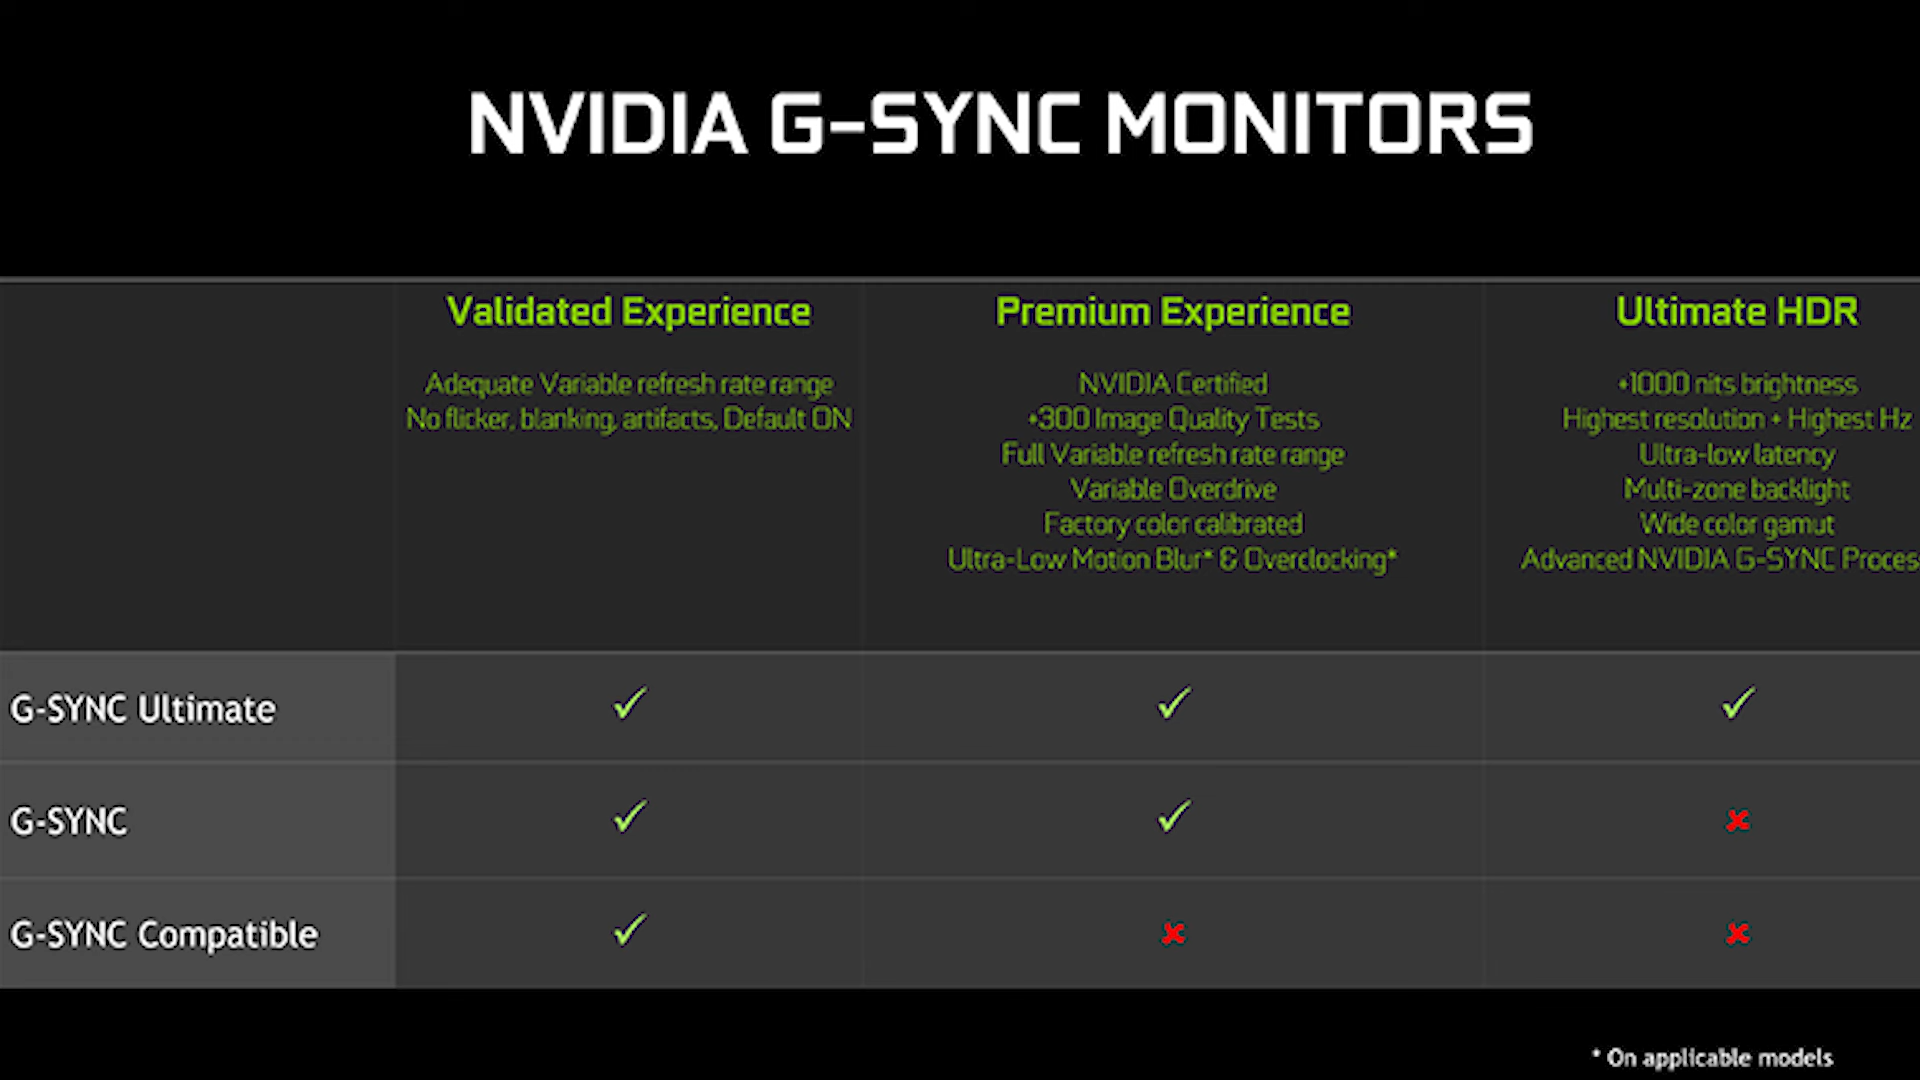 NVIDIA G-SYNC MONITORS
Validated Experience
Adequate Variable refresh rate range
No flicker, blanking, artifacts, Default ON
Premium Experience
NVIDIA Certified
+300 Image Quality Tests
Full Variable refresh rate range
Variable Overdrive
Factory color calibrated
Ultra-Low Motion Blur* & Overclocking*
Ultimate HDR
+1000 nits brightness
Highest resolution + Highest Hz
Ultra-low latency
Multi-zone backlight
Wide color gamut
Advanced NVIDIA G-SYNC Proces
G-SYNC Ultimate
G-SYNC
G-SYNC Compatible
* On applicable models